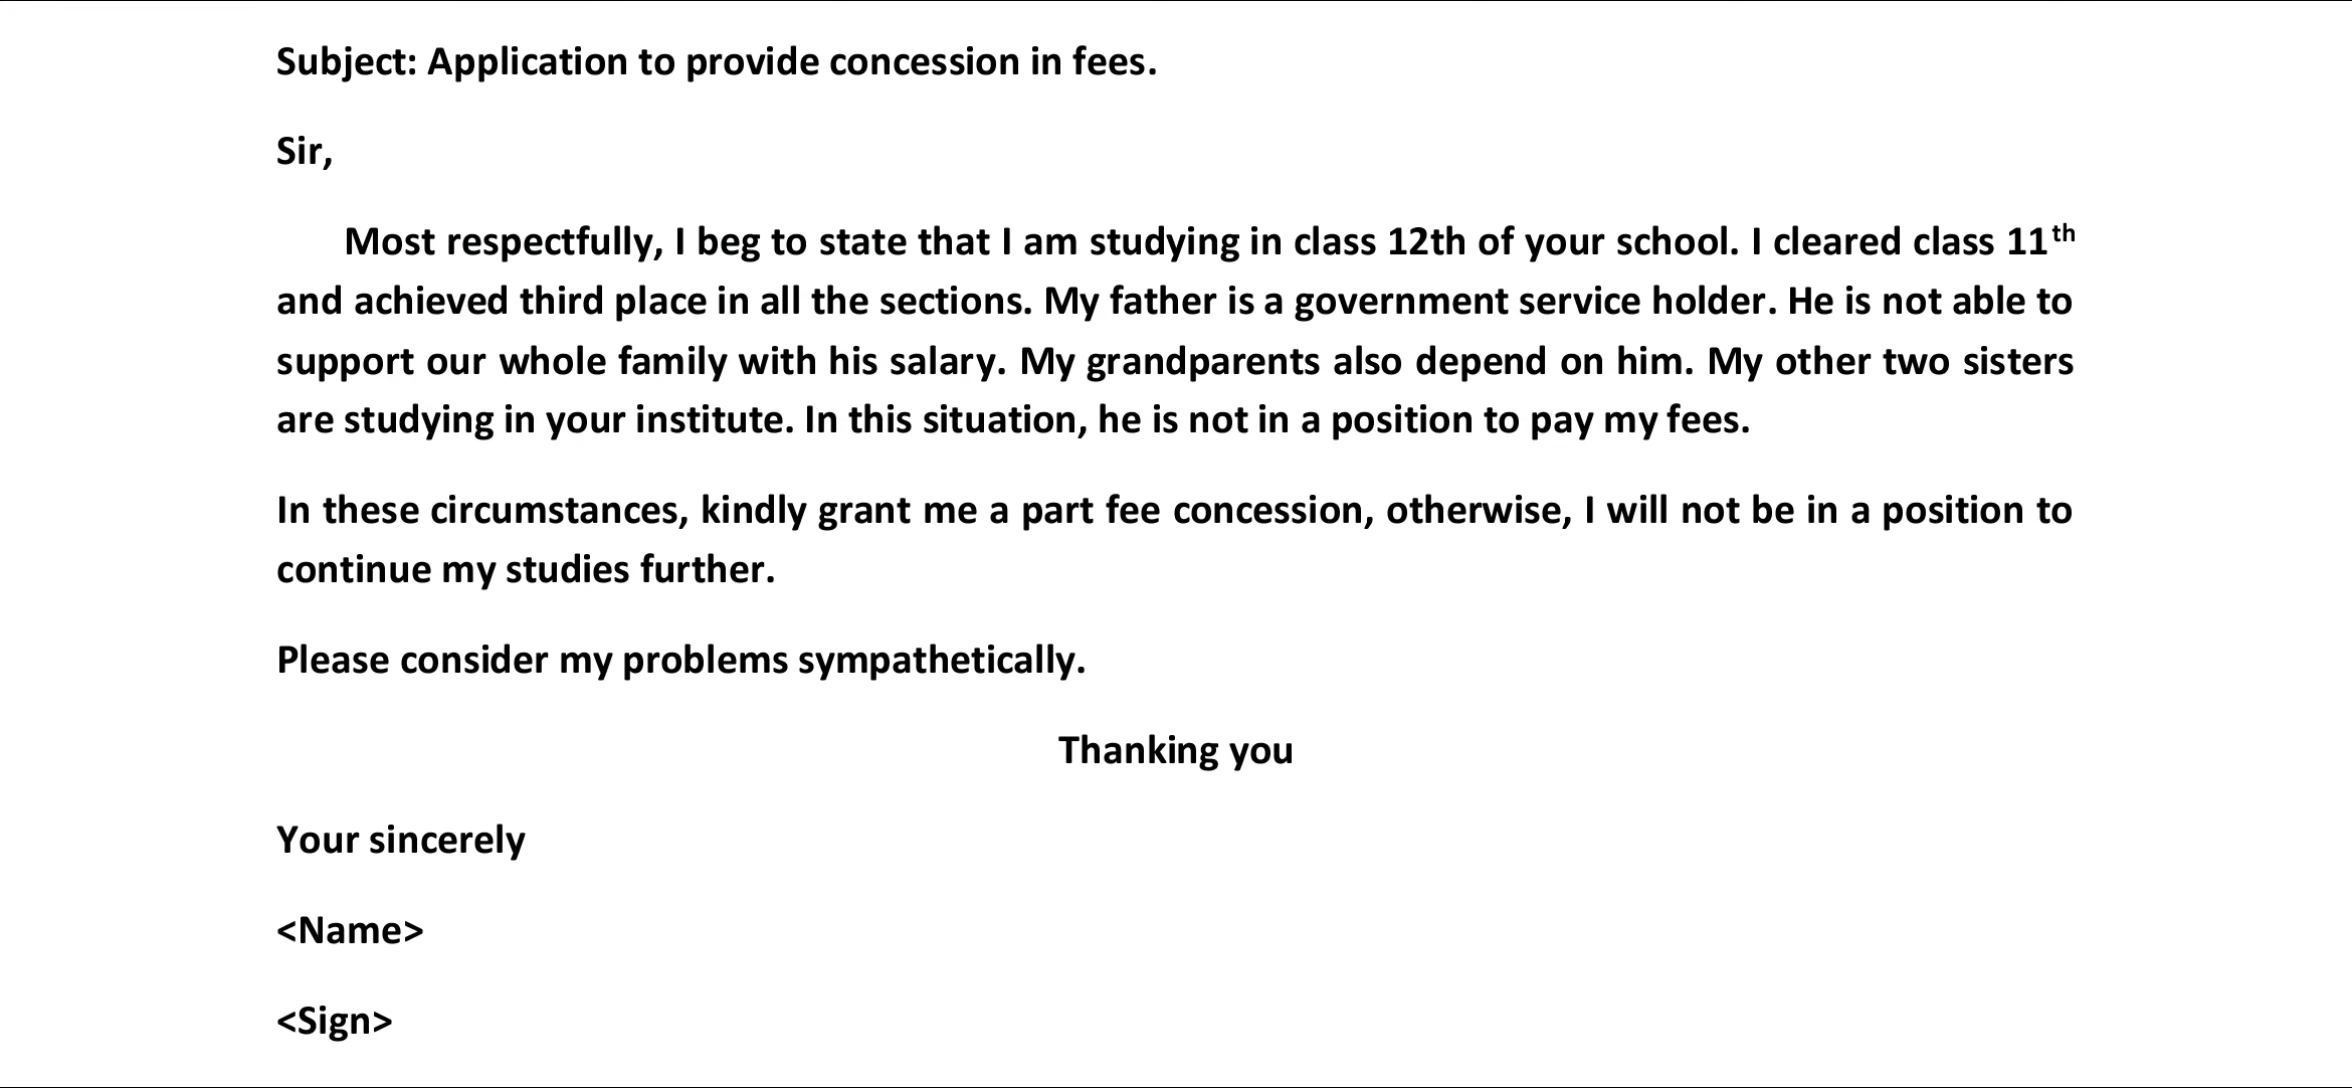 Subject: Application to provide concession in fees.
Sir,
Most respectfully, I beg to state that I am studying in class 12th of your school. I cleared class 11th
and achieved third place in all the sections. My father is a government service holder. He is not able to
support our whole family with his salary. My grandparents also depend on him. My other two sisters
are studying in your institute. In this situation, he is not in a position to pay my fees.
In these circumstances, kindly grant me a part fee concession, otherwise, I will not be in a position to
continue my studies further.
Please consider my problems sympathetically.
Thanking you
Your sincerely
<Name>
<Sign>